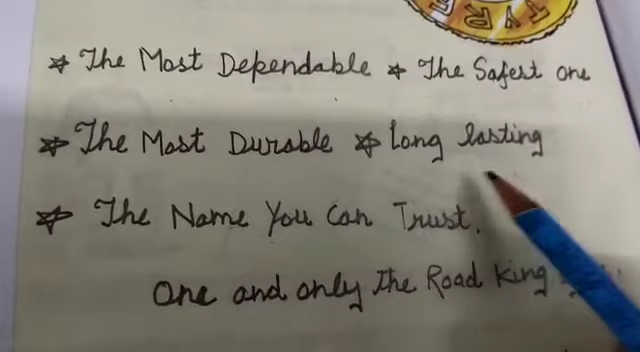 TYRE
☆ The Most Dependable ☆ The Safest one
☆ The Most Durable ☆ Long lasting
☆ The Name You Can Trust.
One and only the Road King